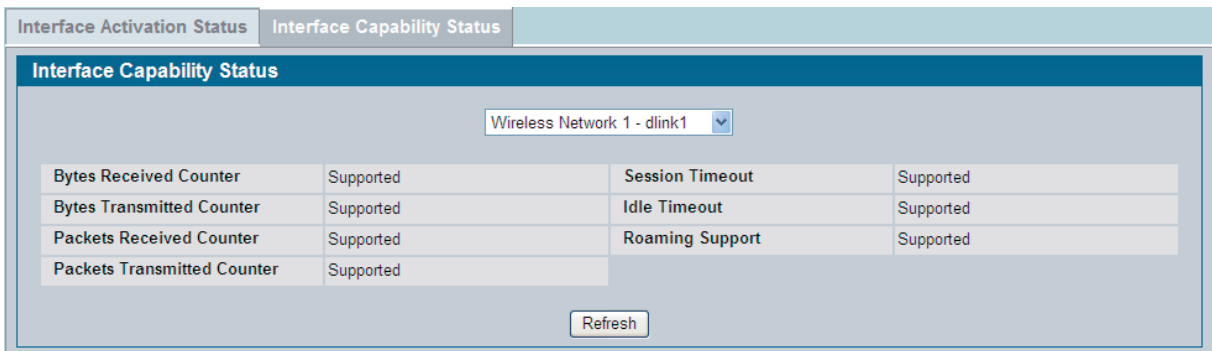 Interface Activation Status Interface Capability Status
Interface Capability Status
Wireless Network 1 - dlink1
Bytes Received Counter Supported Session Timeout Supported
Bytes Transmitted Counter Supported Idle Timeout Supported
Packets Received Counter Supported Roaming Support Supported
Packets Transmitted Counter Supported
Refresh